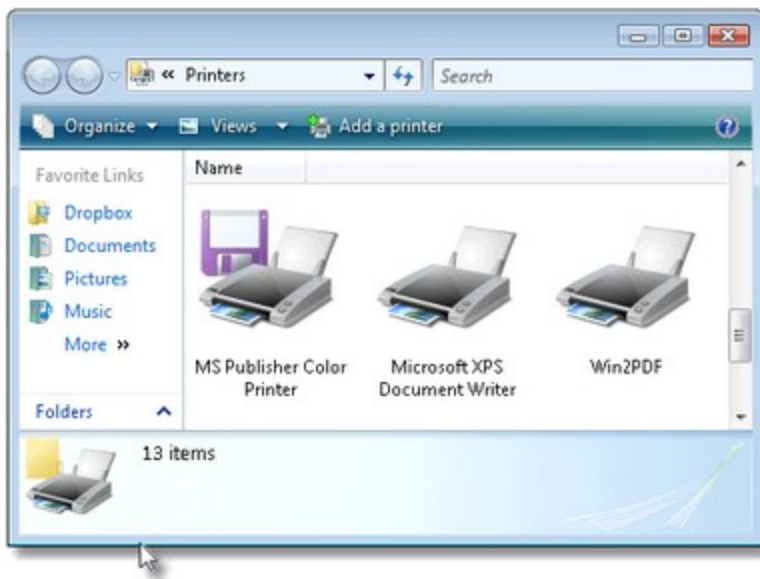 « Printers
Search
Organize
Views
Add a printer
?
Favorite Links
Dropbox
Documents
Pictures
Music
More »
Folders
Name
MS Publisher Color
Printer
Microsoft XPS
Document Writer
Win2PDF
13 items